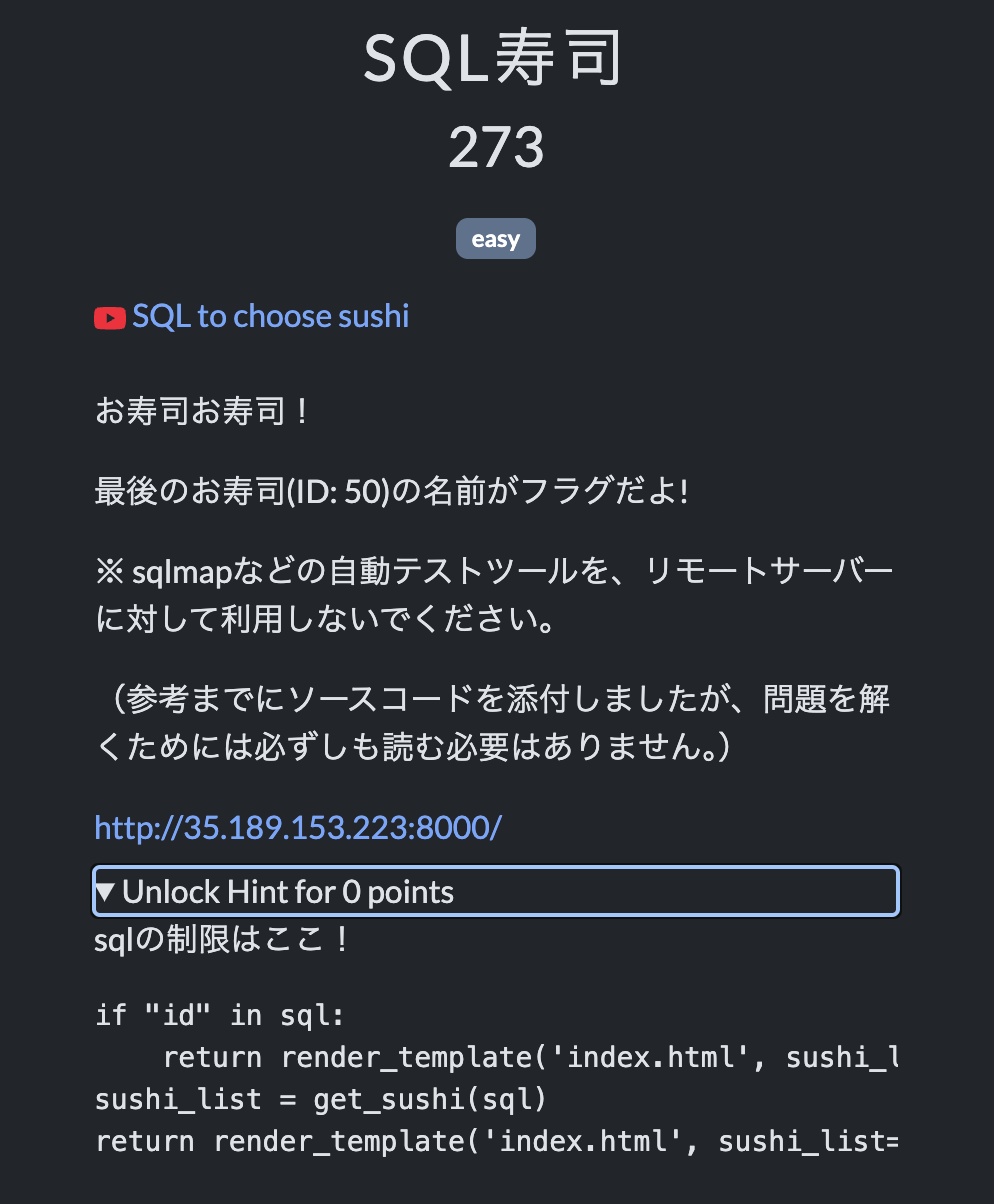 SQL寿司
273
easy
SQL to choose sushi
お寿司お寿司！
最後のお寿司(ID: 50)の名前がフラグだよ!
※ sqlmapなどの自動テストツールを、リモートサーバー
に対して利用しないでください。
（参考までにソースコードを添付しましたが、問題を解
くためには必ずしも読む必要はありません。）
http://35.189.153.223:8000/
▼ Unlock Hint for 0 points
sqlの制限はここ！
if "id" in sql:
    return render_template('index.html', sushi_l
sushi_list = get_sushi(sql)
return render_template('index.html', sushi_list=